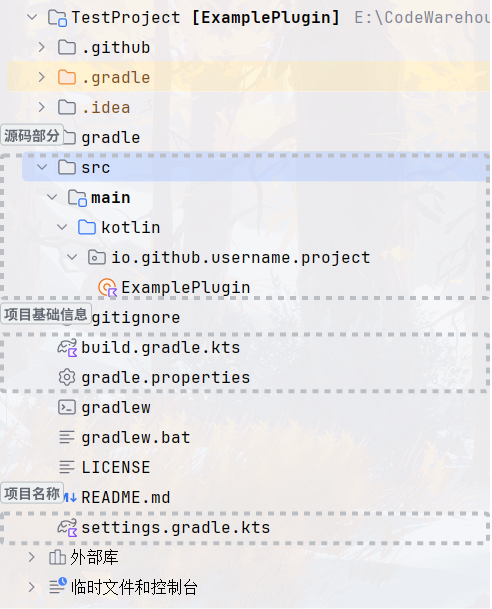 TestProject [ExamplePlugin] E:\CodeWarehou
.github
.gradle
.idea
源码部分 gradle
src
main
kotlin
io.github.username.project
ExamplePlugin
项目基础信息 gitignore
build.gradle.kts
gradle.properties
gradlew
gradlew.bat
LICENSE
项目名称 README.md
settings.gradle.kts
外部库
临时文件和控制台